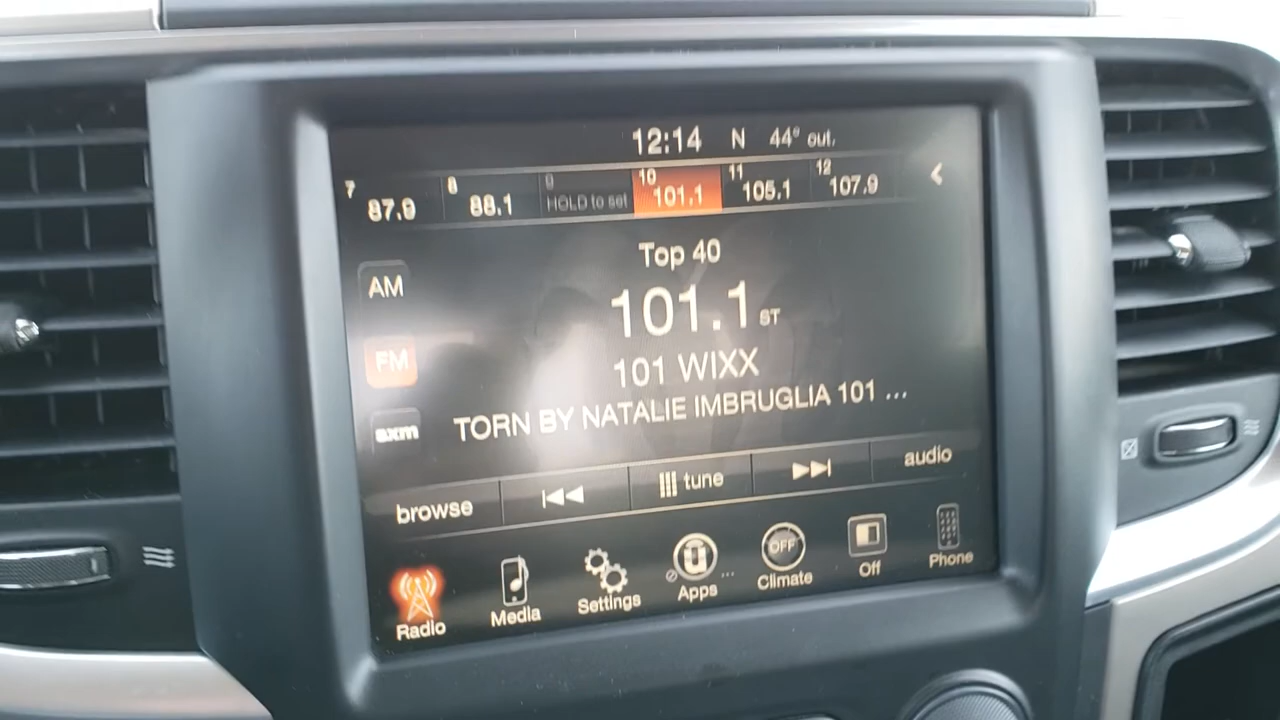 12:14 N 44° out.
7 87.9 8 88.1 9 HOLD to set 10 101.1 11 105.1 12 107.9
Top 40
AM
101.1 ST
FM
101 WIXX
TORN BY NATALIE IMBRUGLIA 101 ...
sxm
browse tune audio
OFF
Radio Media Settings Apps ... Climate Off Phone